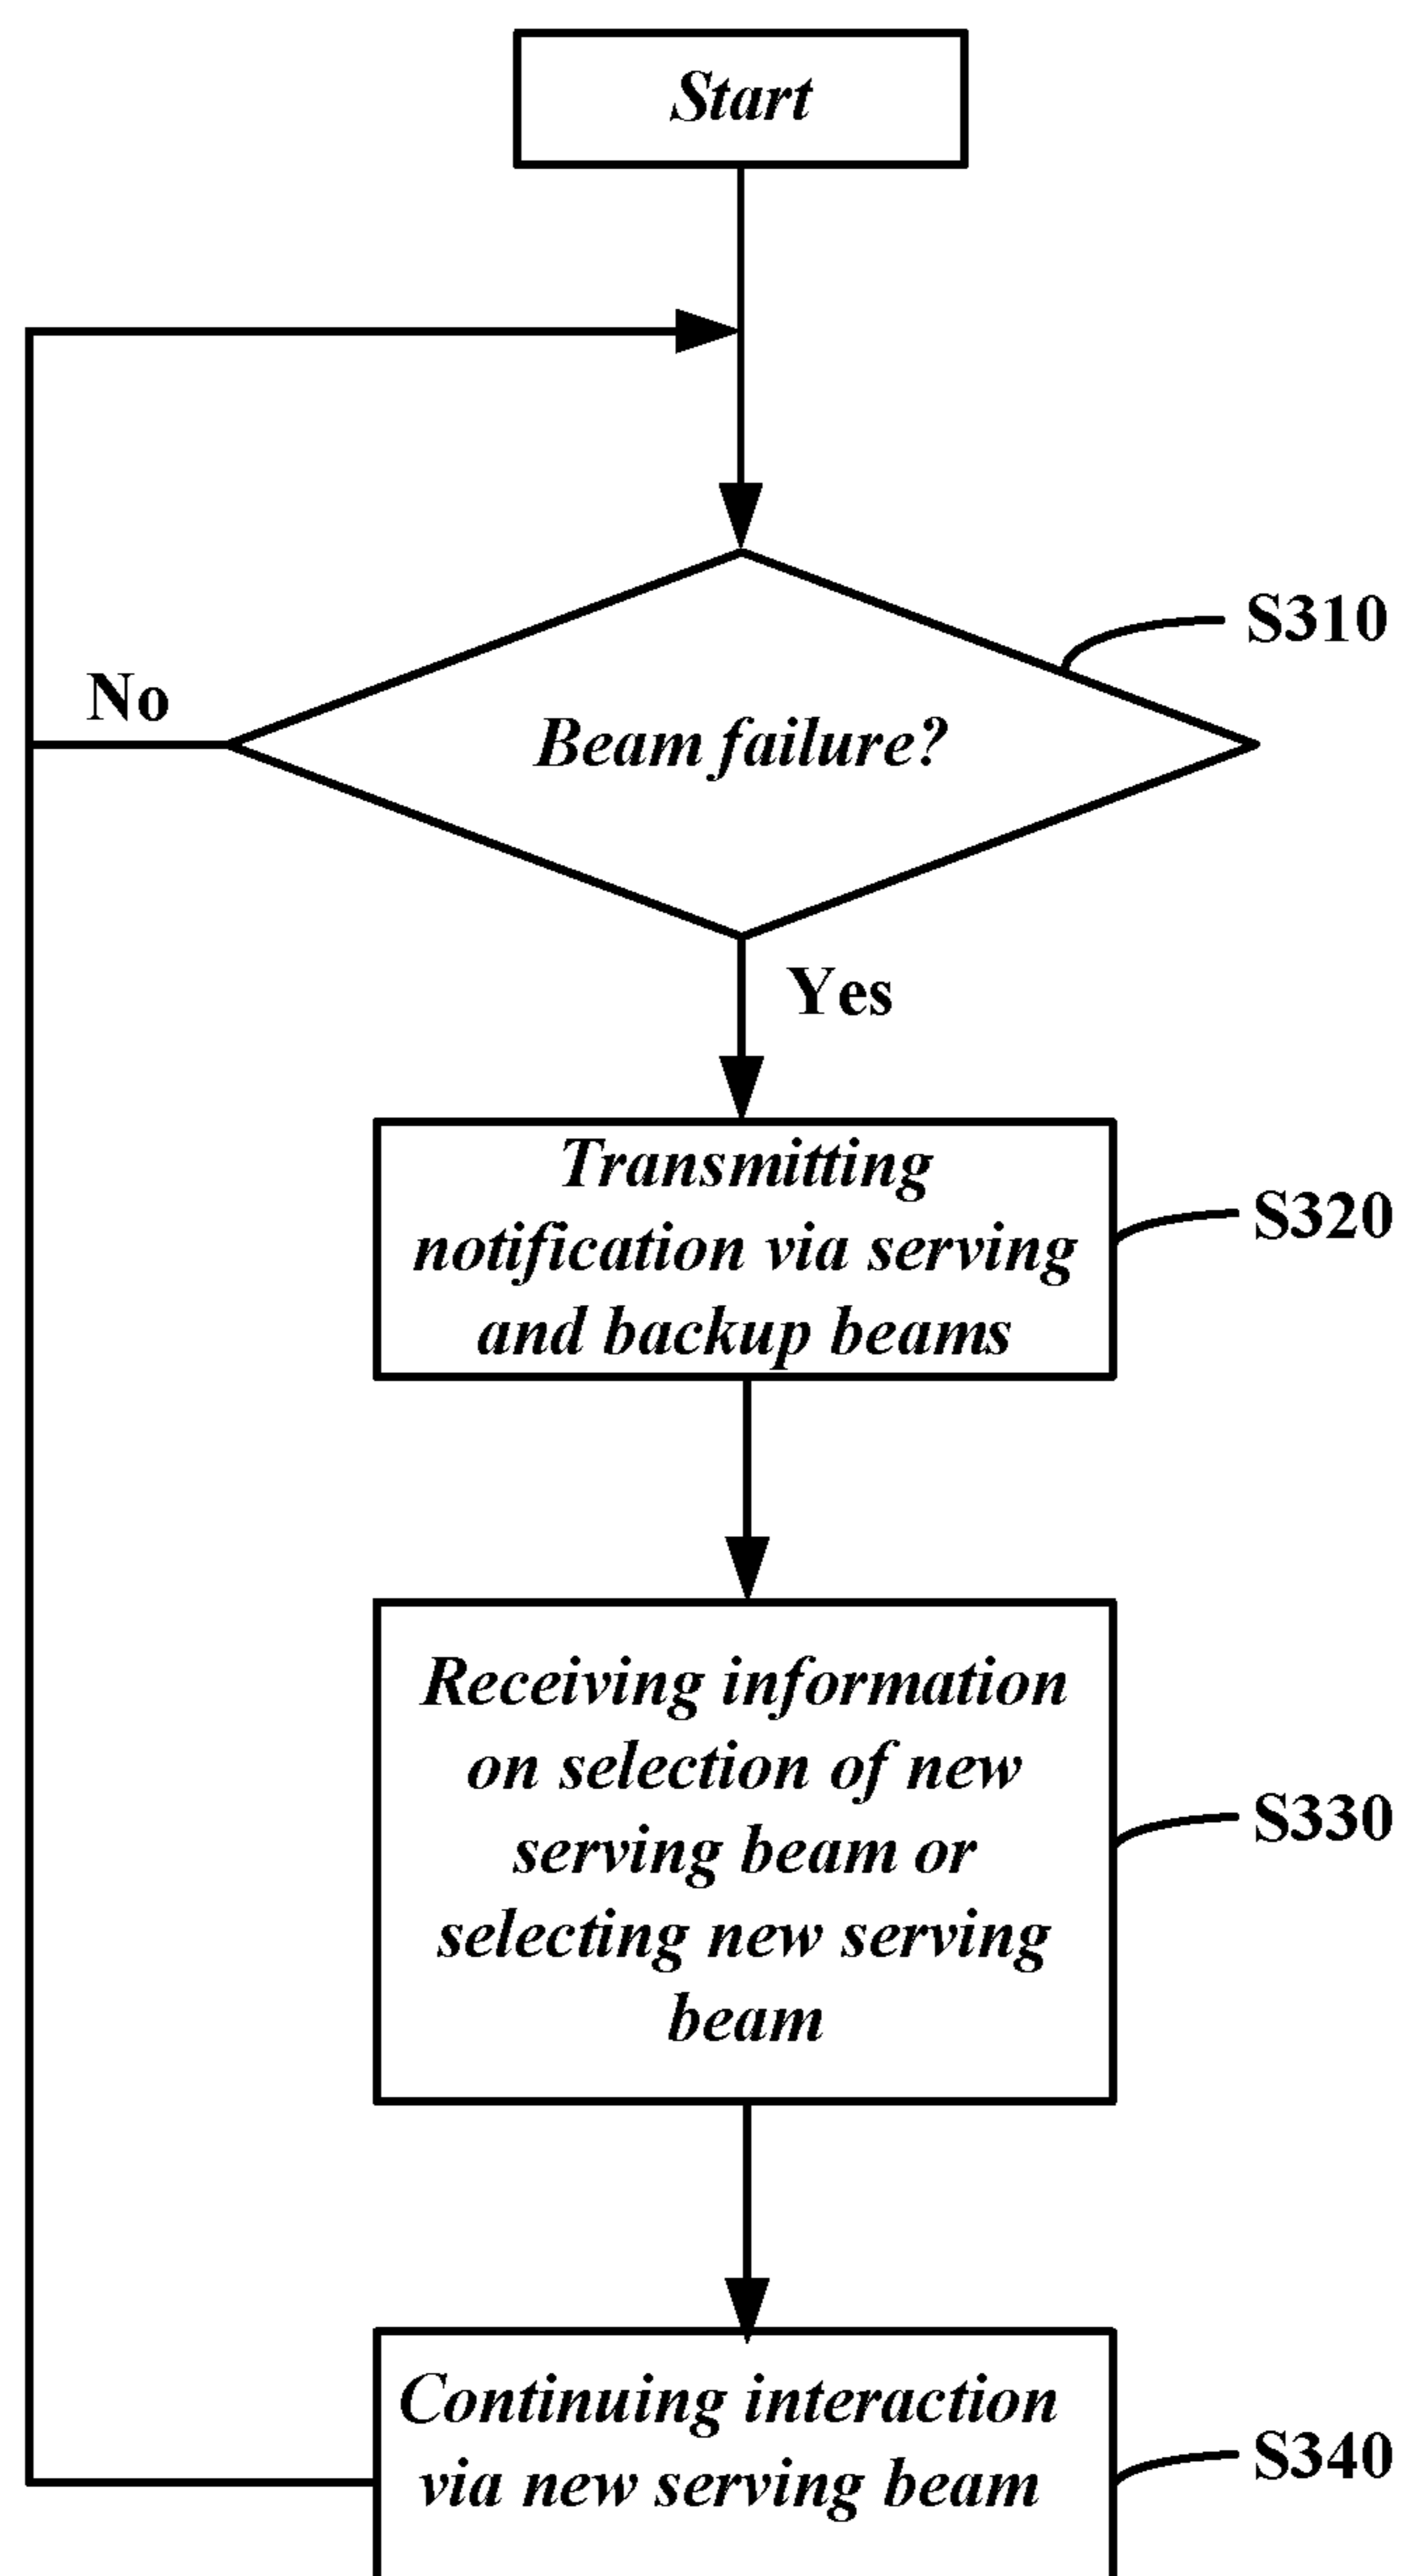 Start
S310
No
Beam failure?
Yes
Transmitting
notification via serving
and backup beams
S320
Receiving information
on selection of new
serving beam or
selecting new serving
beam
S330
Continuing interaction
via new serving beam
S340